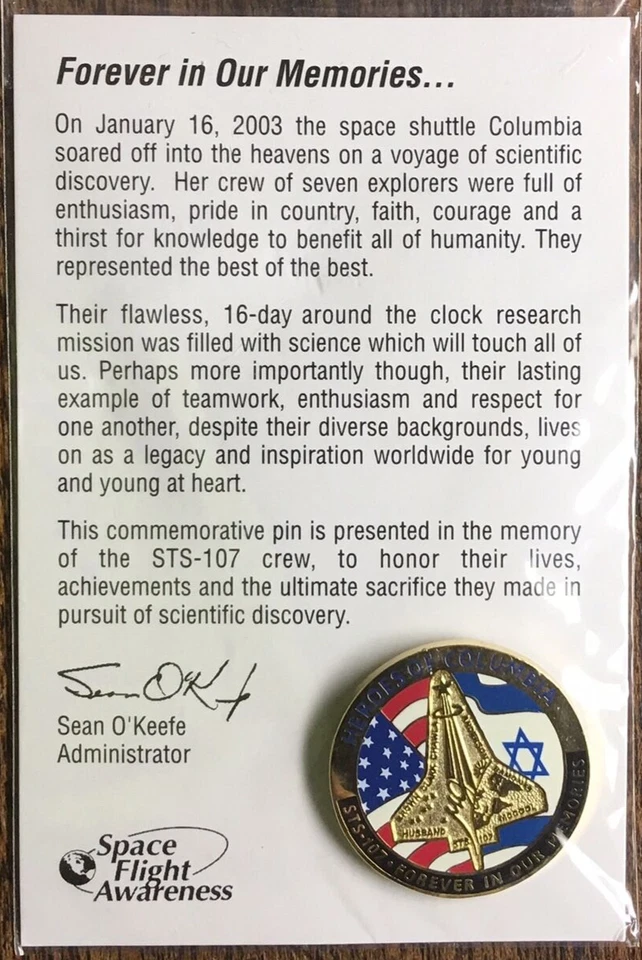 Forever in Our Memories...
On January 16, 2003 the space shuttle Columbia
soared off into the heavens on a voyage of scientific
discovery. Her crew of seven explorers were full of
enthusiasm, pride in country, faith, courage and a
thirst for knowledge to benefit all of humanity. They
represented the best of the best.
Their flawless, 16-day around the clock research
mission was filled with science which will touch all of
us. Perhaps more importantly though, their lasting
example of teamwork, enthusiasm and respect for
one another, despite their diverse backgrounds, lives
on as a legacy and inspiration worldwide for young
and young at heart.
This commemorative pin is presented in the memory
of the STS-107 crew, to honor their lives,
achievements and the ultimate sacrifice they made in
pursuit of scientific discovery.
Sean O'Keefe
Sean O'Keefe
Administrator
Space
Flight
Awareness
HEROES OF COLUMBIA
HUSBAND
STS-107
STS-107 • FOREVER IN OUR MEMORIES